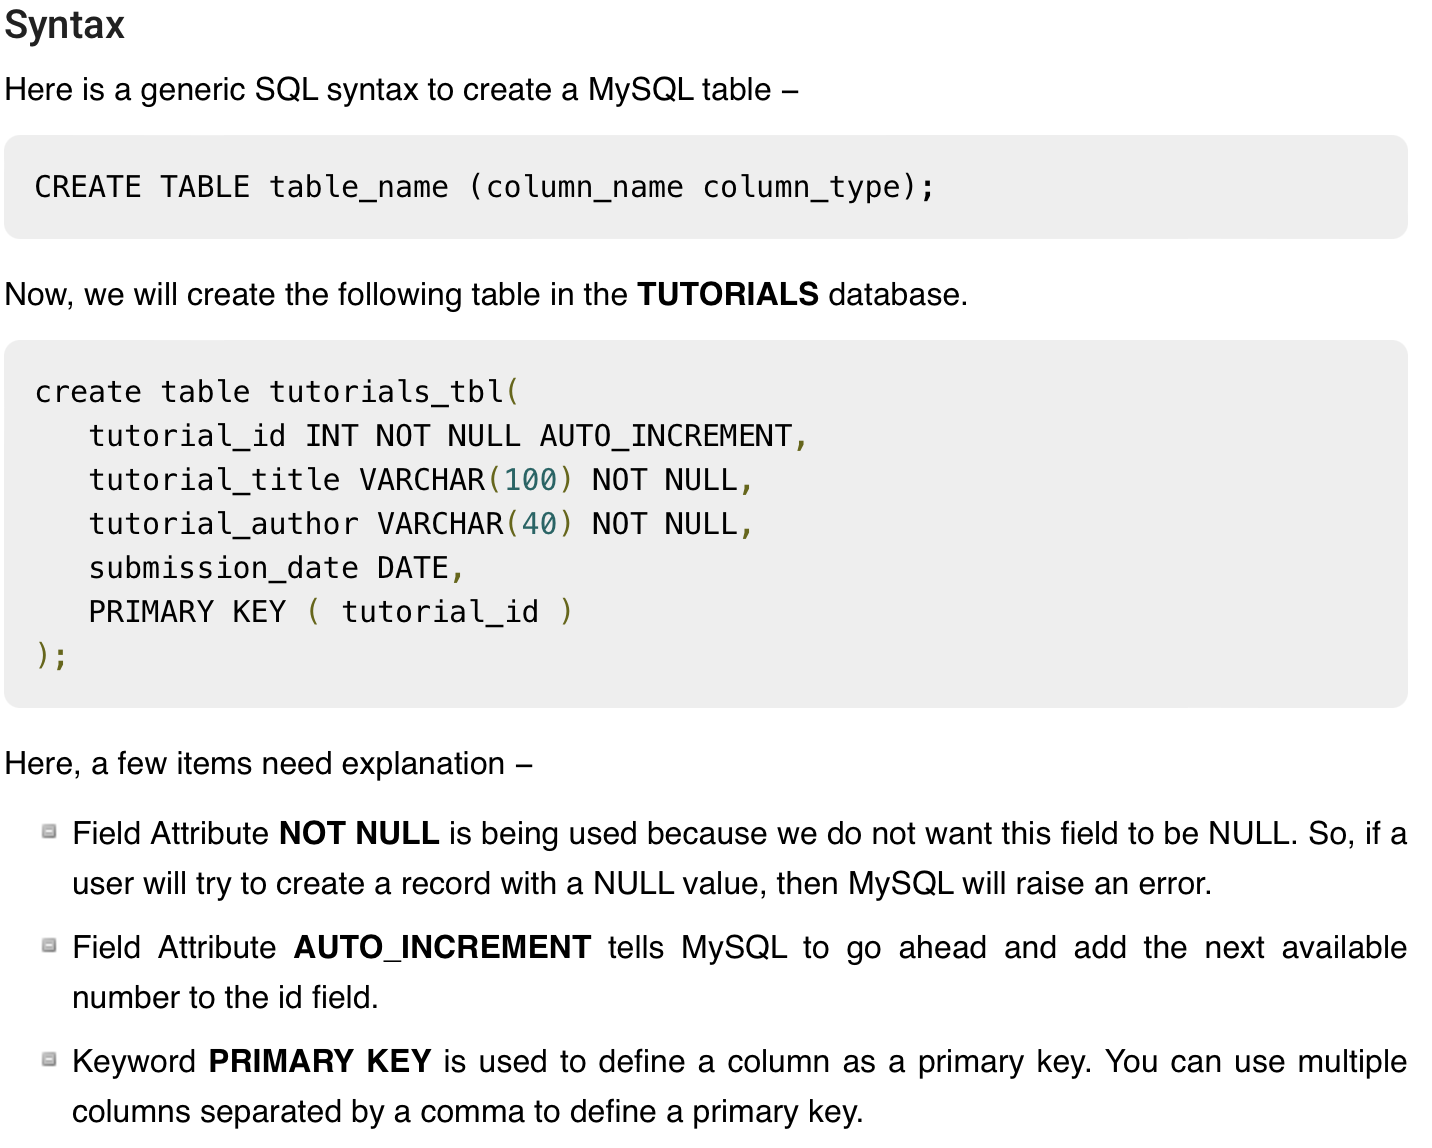 Syntax
Here is a generic SQL syntax to create a MySQL table −
CREATE TABLE table_name (column_name column_type);
Now, we will create the following table in the TUTORIALS database.
create table tutorials_tbl(
   tutorial_id INT NOT NULL AUTO_INCREMENT,
   tutorial_title VARCHAR(100) NOT NULL,
   tutorial_author VARCHAR(40) NOT NULL,
   submission_date DATE,
   PRIMARY KEY ( tutorial_id )
);
Here, a few items need explanation −
Field Attribute NOT NULL is being used because we do not want this field to be NULL. So, if a
user will try to create a record with a NULL value, then MySQL will raise an error.
Field Attribute AUTO_INCREMENT tells MySQL to go ahead and add the next available
number to the id field.
Keyword PRIMARY KEY is used to define a column as a primary key. You can use multiple
columns separated by a comma to define a primary key.